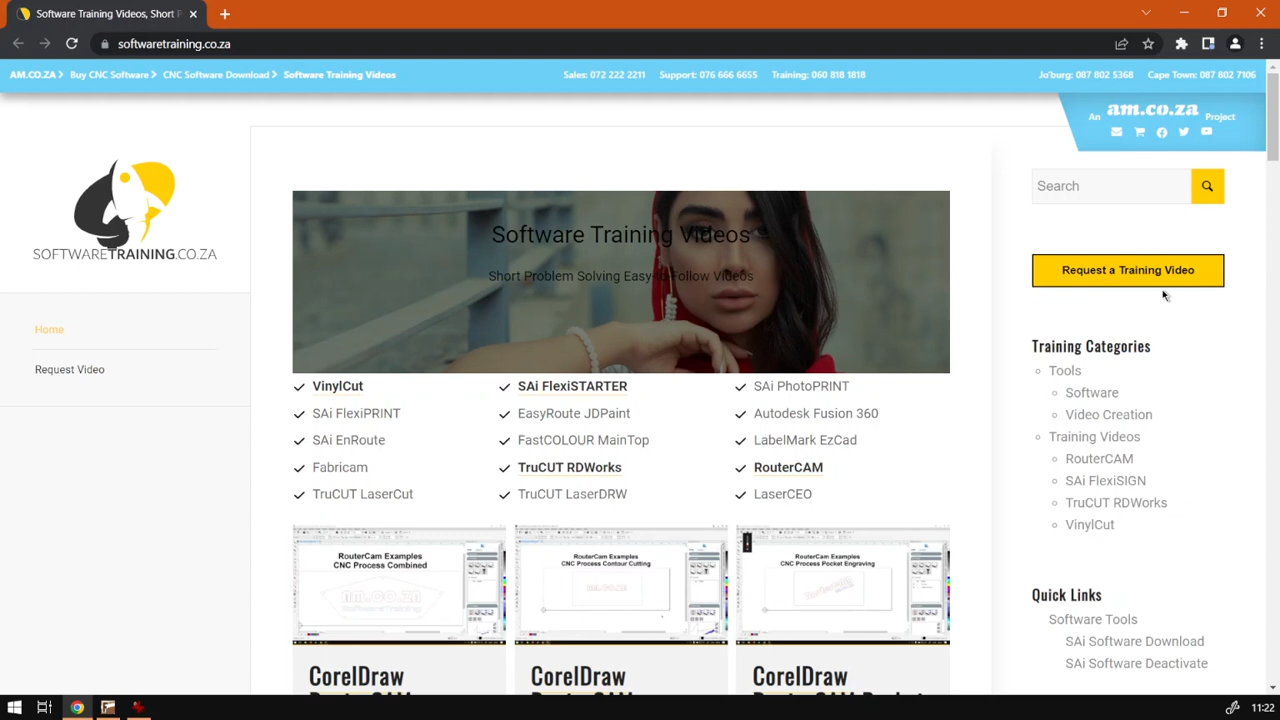 Software Training Videos, Short P
softwaretraining.co.za
AM.CO.ZA
Buy CNC Software
CNC Software Download
Software Training Videos
Sales: 072 222 2211
Support: 076 666 6655
Training: 060 818 1818
Jo'burg: 087 802 5368
Cape Town: 087 802 7106
An am.co.za Project
SOFTWARETRAINING.CO.ZA
Home
Request Video
Software Training Videos
Short Problem Solving Easy-to-Follow Videos
VinylCut
SAi FlexiSTARTER
SAi PhotoPRINT
SAi FlexiPRINT
EasyRoute JDPaint
Autodesk Fusion 360
SAi EnRoute
FastCOLOUR MainTop
LabelMark EzCad
Fabricam
TruCUT RDWorks
RouterCAM
TruCUT LaserCut
TruCUT LaserDRW
LaserCEO
RouterCam Examples
CNC Process Combined
AM.CO.ZA
SoftwareTraining
RouterCam Examples
CNC Process Contour Cutting
AM.CO.ZA
RouterCam Examples
CNC Process Pocket Engraving
CorelDraw
CorelDraw
CorelDraw
Search
Request a Training Video
Training Categories
Tools
Software
Video Creation
Training Videos
RouterCAM
SAi FlexiSIGN
TruCUT RDWorks
VinylCut
Quick Links
Software Tools
SAi Software Download
SAi Software Deactivate
11:22